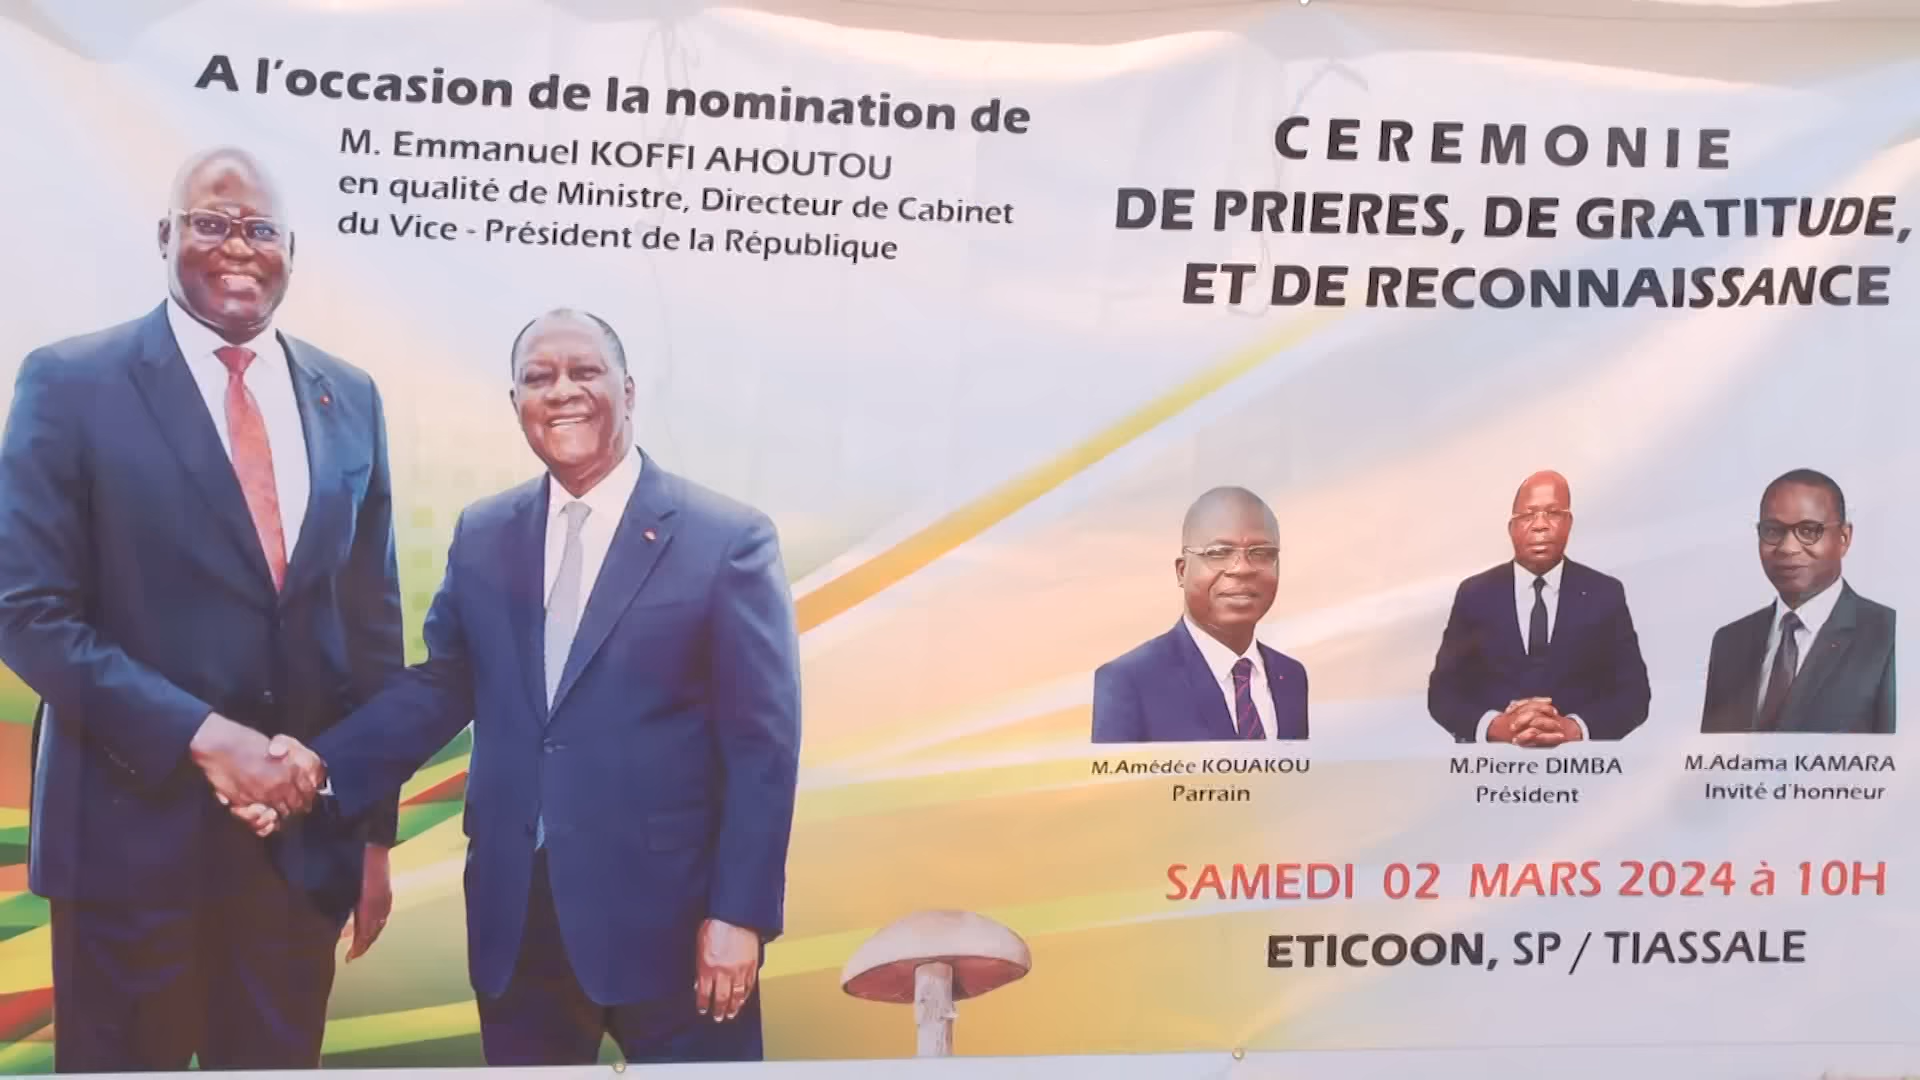 A l'occasion de la nomination de
M. Emmanuel KOFFI AHOUTOU
en qualité de Ministre, Directeur de Cabinet
du Vice - Président de la République
CEREMONIE
DE PRIERES, DE GRATITUDE,
ET DE RECONNAISSANCE
M.Amédée KOUAKOU
Parrain
M.Pierre DIMBA
Président
M.Adama KAMARA
Invité d'honneur
SAMEDI 02 MARS 2024 à 10H
ETICOON, SP / TIASSALE